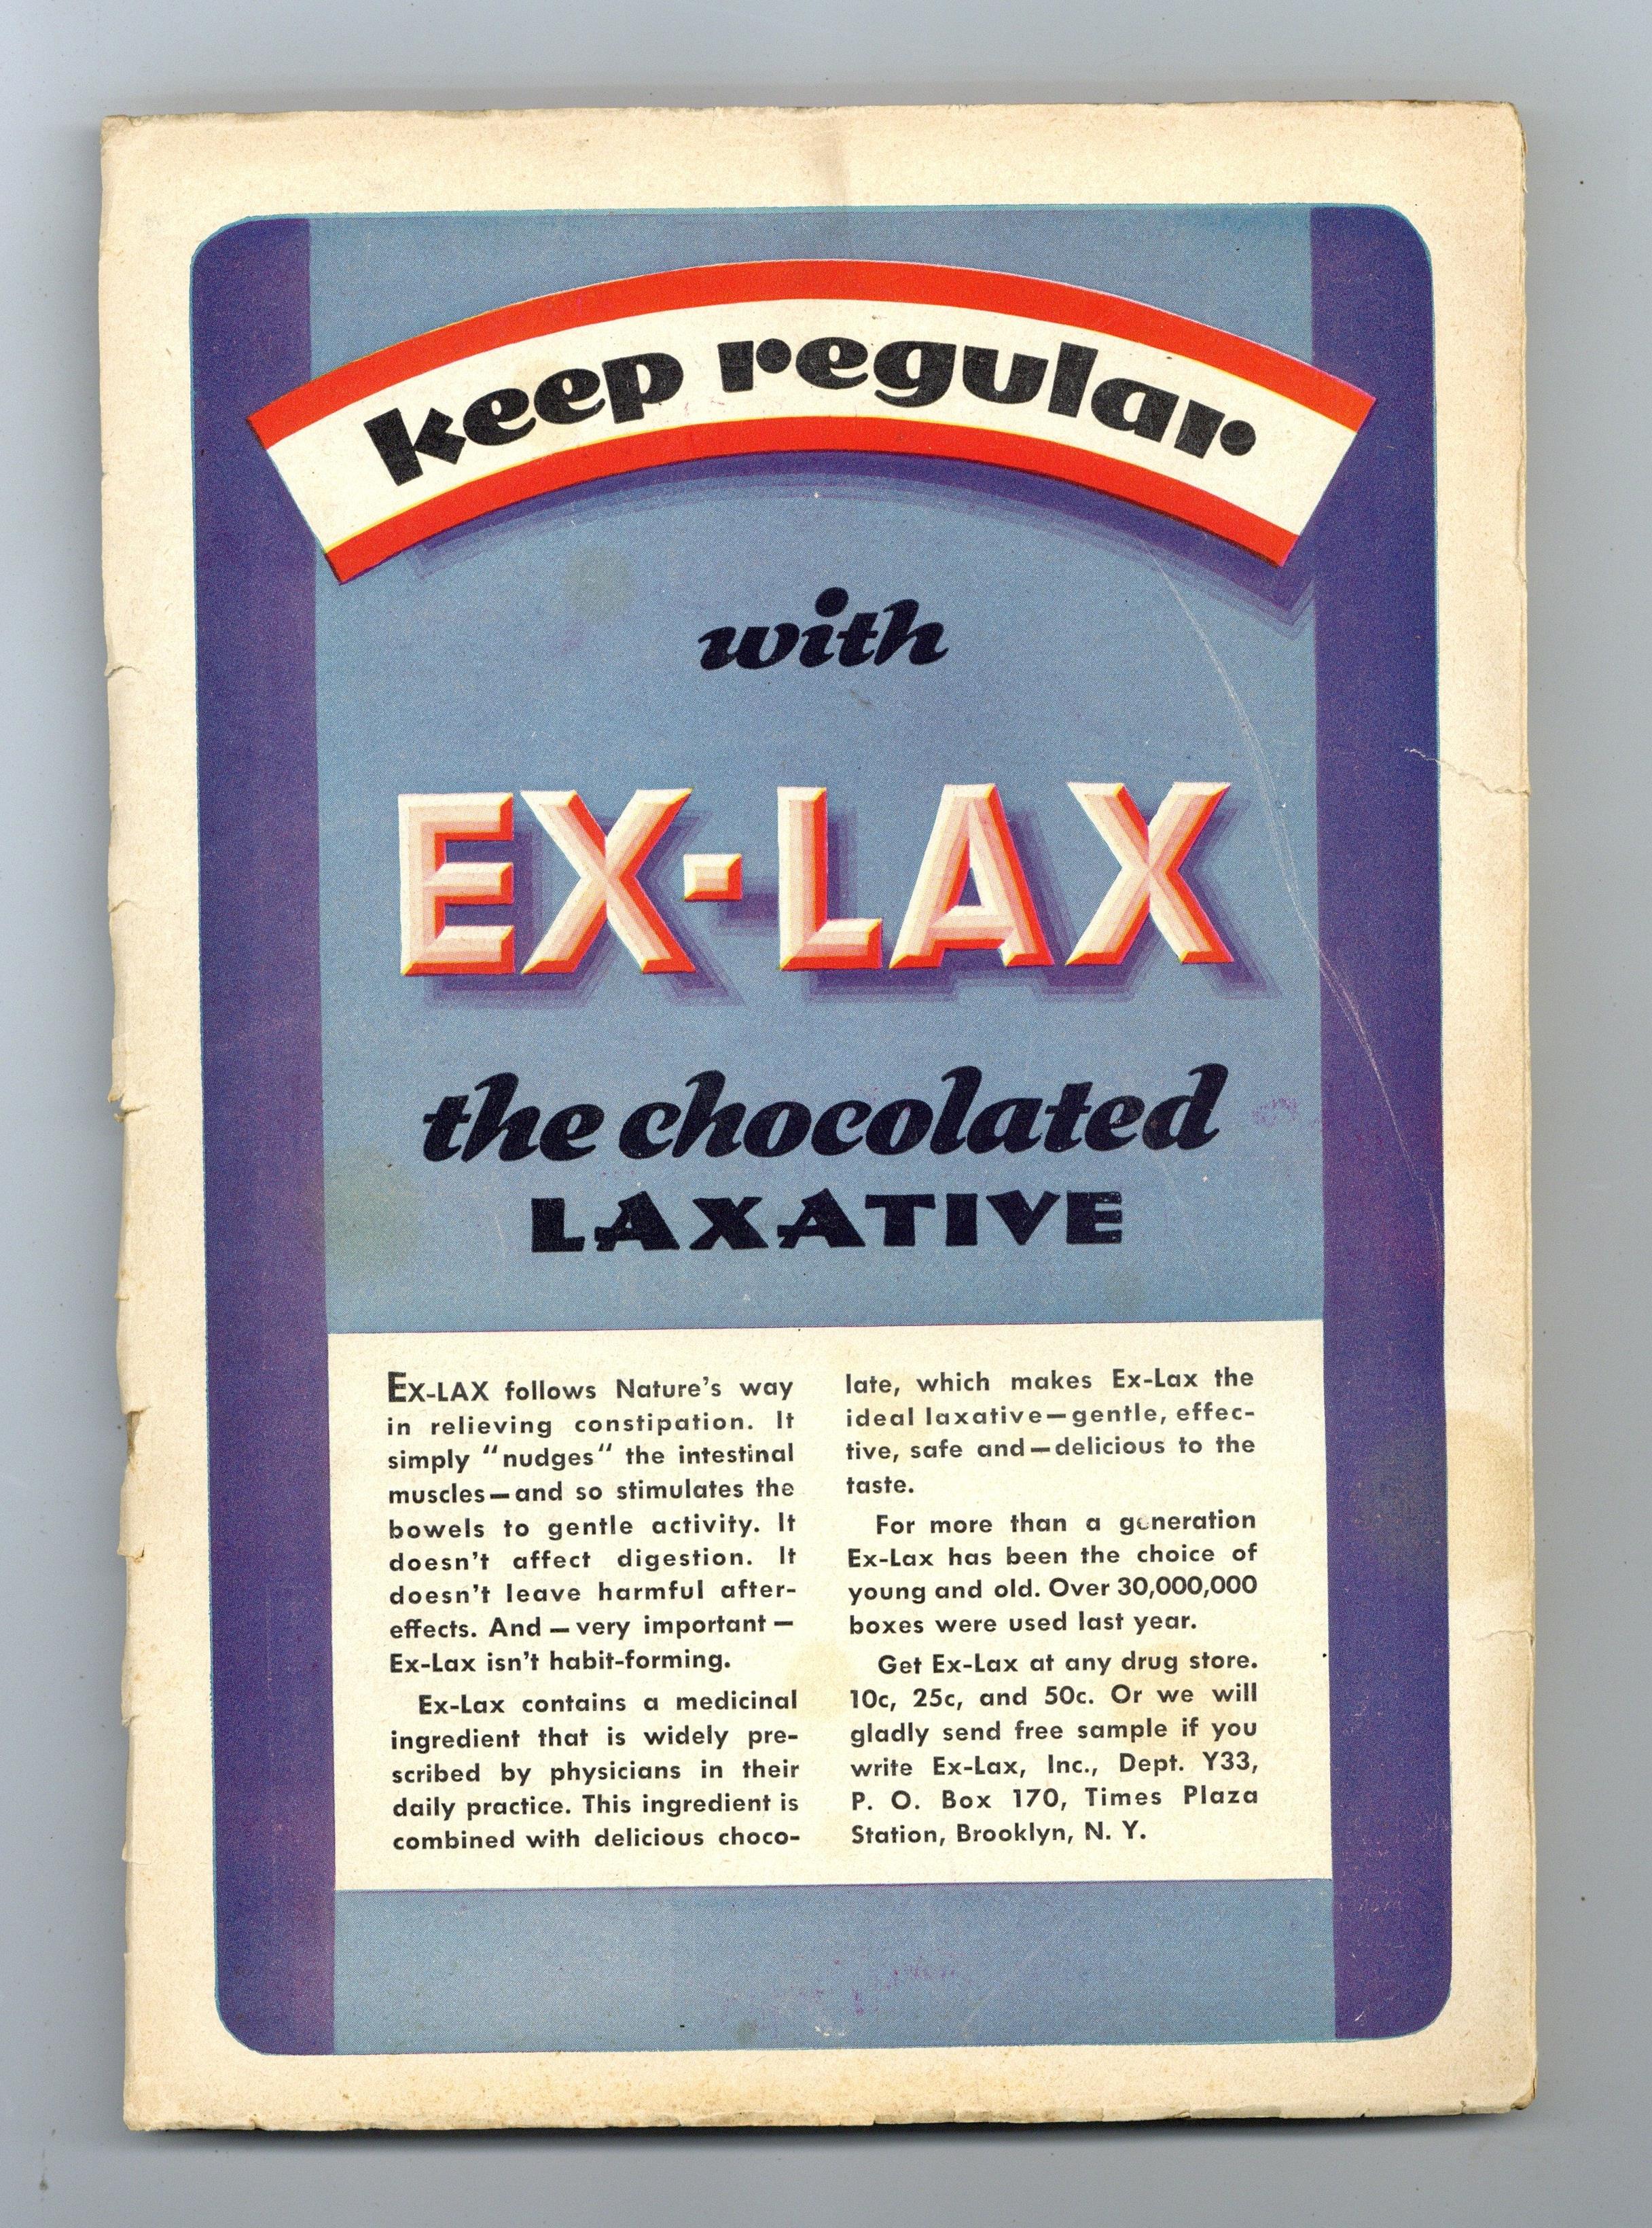 keep regular
with
EX-LAX
the chocolated
LAXATIVE
EX-LAX follows Nature's way
in relieving constipation. It
simply “nudges“ the intestinal
muscles—and so stimulates the
bowels to gentle activity. It
doesn't affect digestion. It
doesn't leave harmful after-
effects. And — very important —
Ex-Lax isn't habit-forming.
Ex-Lax contains a medicinal
ingredient that is widely pre-
scribed by physicians in their
daily practice. This ingredient is
combined with delicious choco-
late, which makes Ex-Lax the
ideal laxative—gentle, effec-
tive, safe and—delicious to the
taste.
For more than a generation
Ex-Lax has been the choice of
young and old. Over 30,000,000
boxes were used last year.
Get Ex-Lax at any drug store.
10c, 25c, and 50c. Or we will
gladly send free sample if you
write Ex-Lax, Inc., Dept. Y33,
P. O. Box 170, Times Plaza
Station, Brooklyn, N. Y.